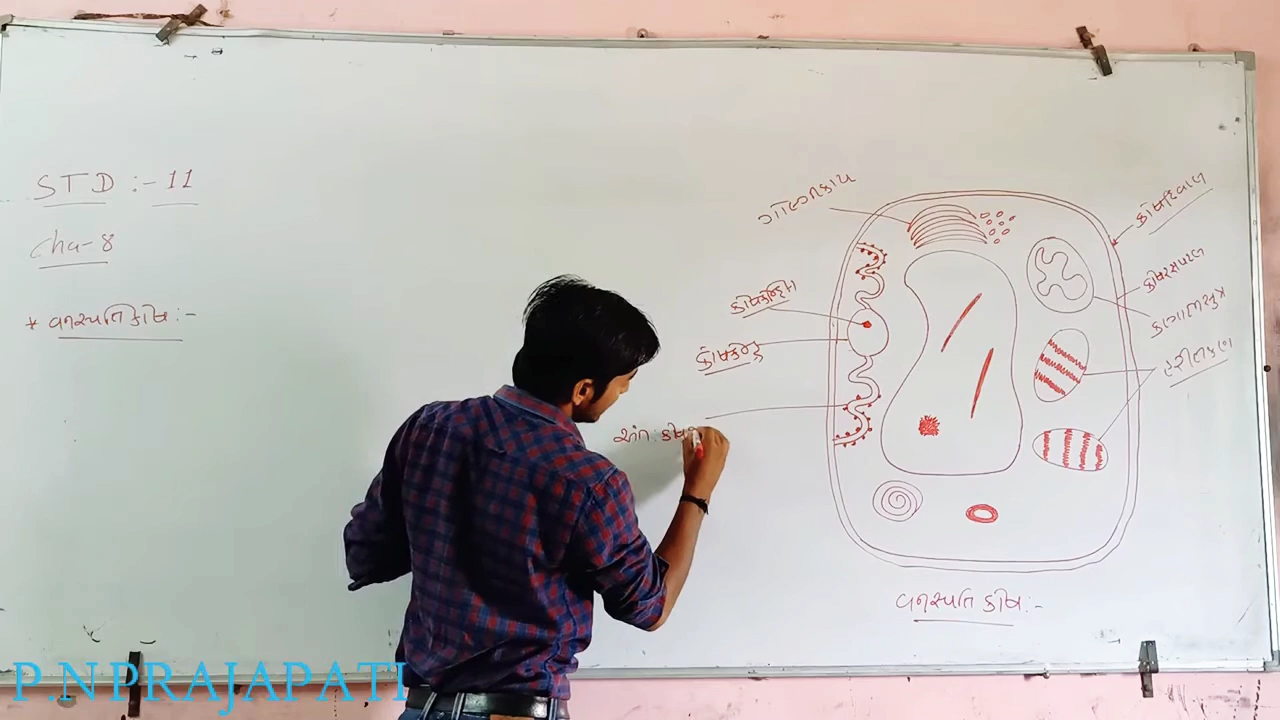 STD :- 11
Cha-8
* વનસ્પતિ કોષ :-
ગોલ્ગીકાય
કોષકેન્દ્રિકા
કોષકેન્દ્ર
અંત: કોષ
કોષદિવાલ
કોષરસપટલ
કણાભસુત્ર
હરીતકણ
વનસ્પતિ કોષ :-
P.N PRAJAPATI